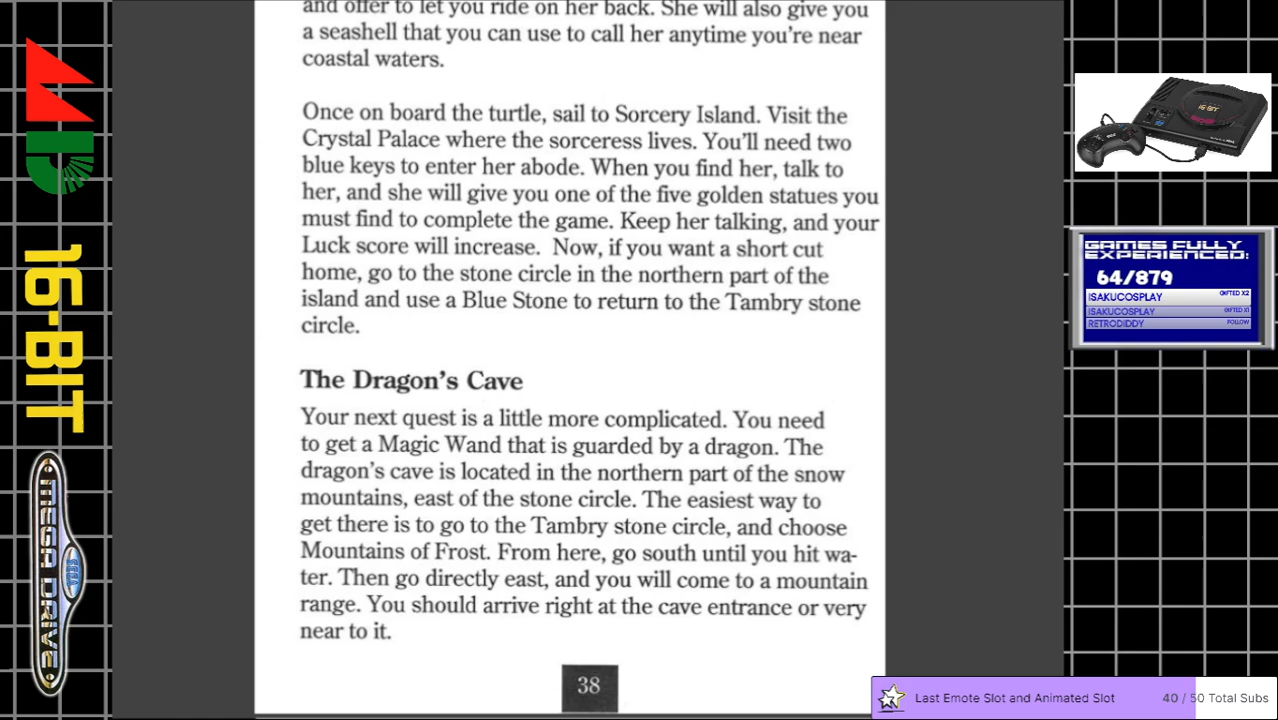 and offer to let you ride on her back. She will also give you
a seashell that you can use to call her anytime you're near
coastal waters.
Once on board the turtle, sail to Sorcery Island. Visit the
Crystal Palace where the sorceress lives. You'll need two
blue keys to enter her abode. When you find her, talk to
her, and she will give you one of the five golden statues you
must find to complete the game. Keep her talking, and your
Luck score will increase. Now, if you want a short cut
home, go to the stone circle in the northern part of the
island and use a Blue Stone to return to the Tambry stone
circle.
The Dragon's Cave
Your next quest is a little more complicated. You need
to get a Magic Wand that is guarded by a dragon. The
dragon's cave is located in the northern part of the snow
mountains, east of the stone circle. The easiest way to
get there is to go to the Tambry stone circle, and choose
Mountains of Frost. From here, go south until you hit wa-
ter. Then go directly east, and you will come to a mountain
range. You should arrive right at the cave entrance or very
near to it.
38
MD
16-BIT
MEGA DRIVE
SEGA
16-BIT
GAMES FULLY
EXPERIENCED:
64/879
ISAKUCOSPLAY GIFTED X2
ISAKUCOSPLAY GIFTED X1
RETRODIDDY FOLLOW
Last Emote Slot and Animated Slot 40 / 50 Total Subs